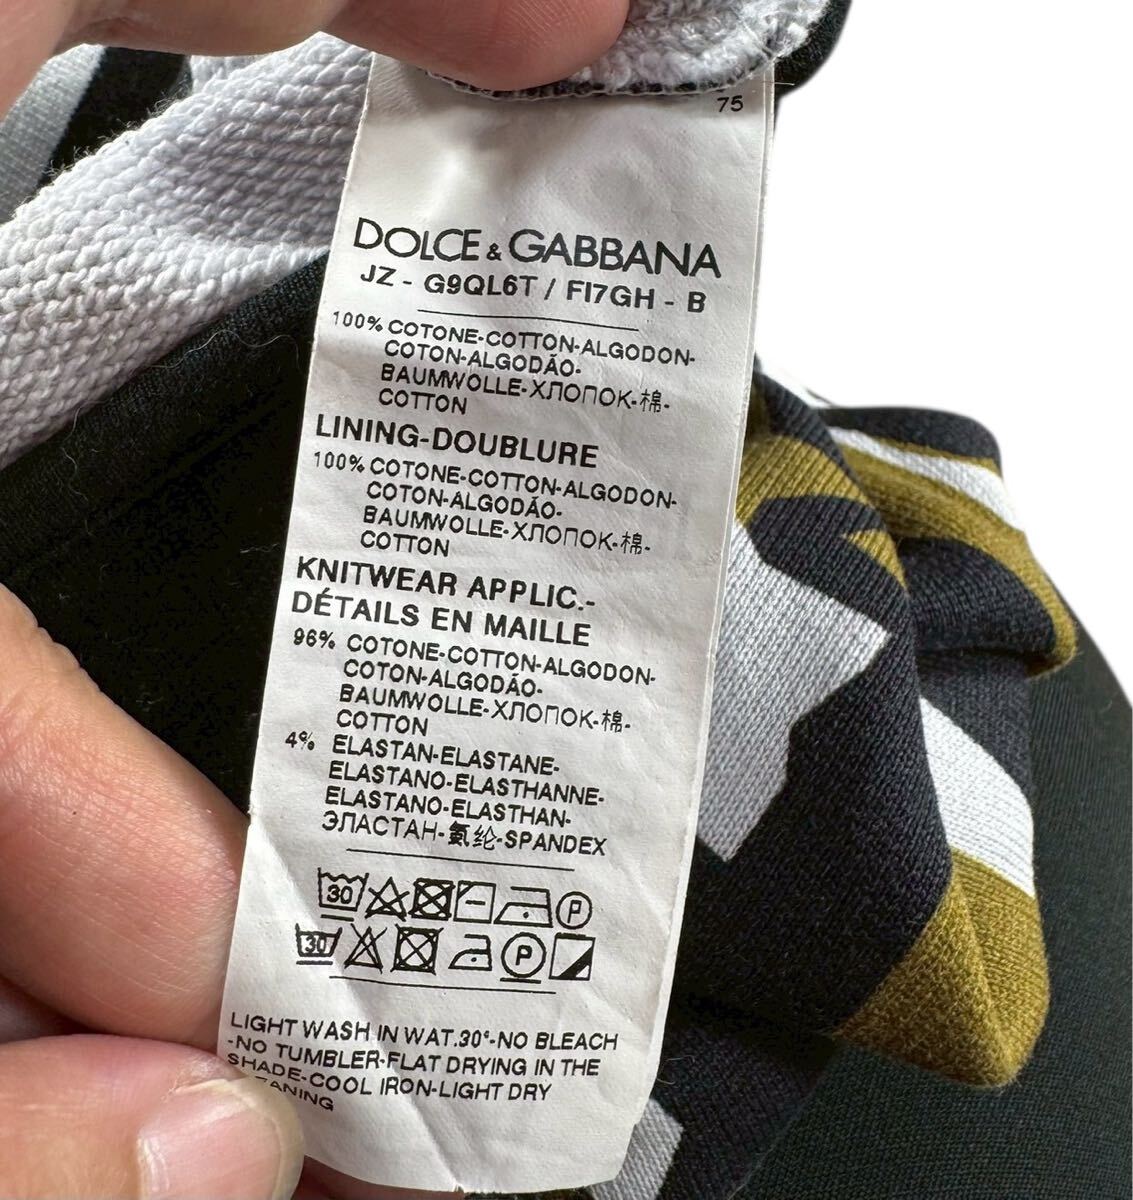 75
DOLCE & GABBANA
JZ - G9QL6T / FI7GH - B
100% COTONE-COTTON-ALGODON-
COTON-ALGODÃO-
BAUMWOLLE-ХЛОПОК-棉-
COTTON
LINING-DOUBLURE
100% COTONE-COTTON-ALGODON-
COTON-ALGODÃO-
BAUMWOLLE-ХЛОПОК-棉-
COTTON
KNITWEAR APPLIC.-
DÉTAILS EN MAILLE
96% COTONE-COTTON-ALGODON-
COTON-ALGODÃO-
BAUMWOLLE-ХЛОПОК-棉-
COTTON
4% ELASTAN-ELASTANE-
ELASTANO-ELASTHANNE-
ELASTANO-ELASTHAN-
ЭЛАСТАН-氨纶-SPANDEX
30 P
30 P
LIGHT WASH IN WAT.30°-NO BLEACH
-NO TUMBLER-FLAT DRYING IN THE
SHADE-COOL IRON-LIGHT DRY